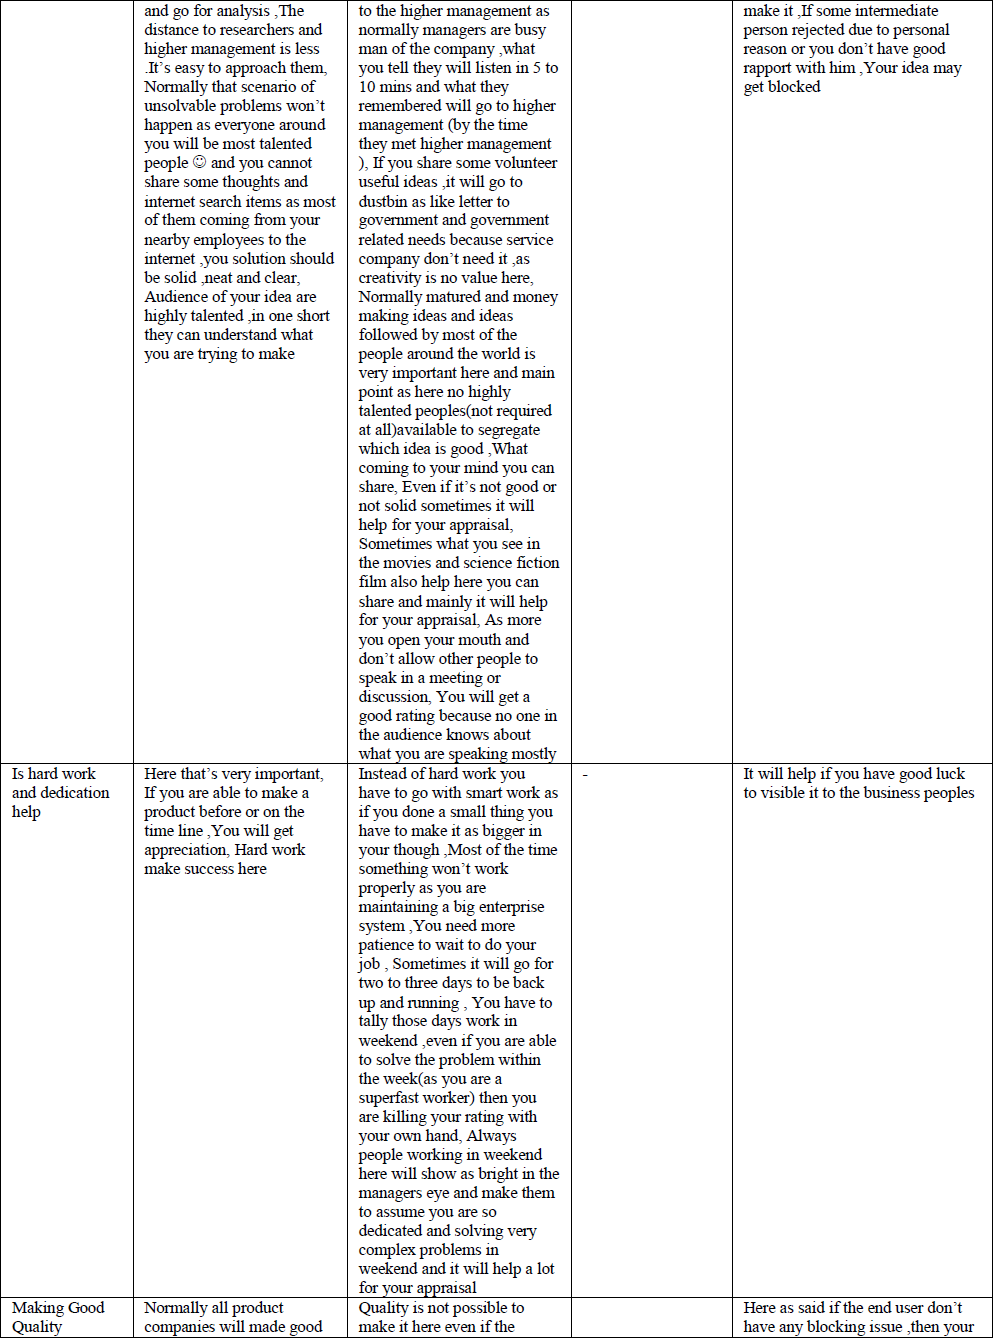 and go for analysis ,The
distance to researchers and
higher management is less
.It’s easy to approach them,
Normally that scenario of
unsolvable problems won’t
happen as everyone around
you will be most talented
people ☺ and you cannot
share some thoughts and
internet search items as most
of them coming from your
nearby employees to the
internet ,you solution should
be solid ,neat and clear,
Audience of your idea are
highly talented ,in one short
they can understand what
you are trying to make
to the higher management as
normally managers are busy
man of the company ,what
you tell they will listen in 5 to
10 mins and what they
remembered will go to higher
management (by the time
they met higher management
), If you share some volunteer
useful ideas ,it will go to
dustbin as like letter to
government and government
related needs because service
company don’t need it ,as
creativity is no value here,
Normally matured and money
making ideas and ideas
followed by most of the
people around the world is
very important here and main
point as here no highly
talented peoples(not required
at all)available to segregate
which idea is good ,What
coming to your mind you can
share, Even if it’s not good or
not solid sometimes it will
help for your appraisal,
Sometimes what you see in
the movies and science fiction
film also help here you can
share and mainly it will help
for your appraisal, As more
you open your mouth and
don’t allow other people to
speak in a meeting or
discussion, You will get a
good rating because no one in
the audience knows about
what you are speaking mostly
make it ,If some intermediate
person rejected due to personal
reason or you don’t have good
rapport with him ,Your idea may
get blocked
Is hard work
and dedication
help
Here that’s very important,
If you are able to make a
product before or on the
time line ,You will get
appreciation, Hard work
make success here
Instead of hard work you
have to go with smart work as
if you done a small thing you
have to make it as bigger in
your though ,Most of the time
something won’t work
properly as you are
maintaining a big enterprise
system ,You need more
patience to wait to do your
job , Sometimes it will go for
two to three days to be back
up and running , You have to
tally those days work in
weekend ,even if you are able
to solve the problem within
the week(as you are a
superfast worker) then you
are killing your rating with
your own hand, Always
people working in weekend
here will show as bright in the
managers eye and make them
to assume you are so
dedicated and solving very
complex problems in
weekend and it will help a lot
for your appraisal
-
It will help if you have good luck
to visible it to the business peoples
Making Good
Quality
Normally all product
companies will made good
Quality is not possible to
make it here even if the
Here as said if the end user don’t
have any blocking issue ,then your